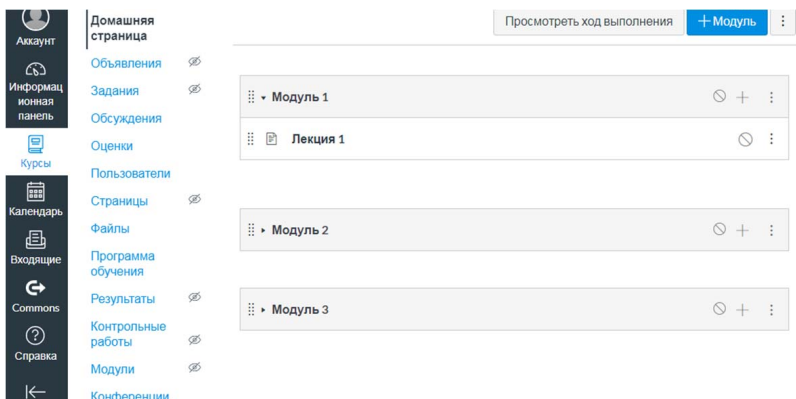 Аккаунт
Информац
ионная
панель
Курсы
Календарь
Входящие
Commons
Справка
Домашняя
страница
Объявления
Задания
Обсуждения
Оценки
Пользователи
Страницы
Файлы
Программа
обучения
Результаты
Контрольные
работы
Модули
Конференции
Просмотреть ход выполнения
+ Модуль
Модуль 1
Лекция 1
Модуль 2
Модуль 3